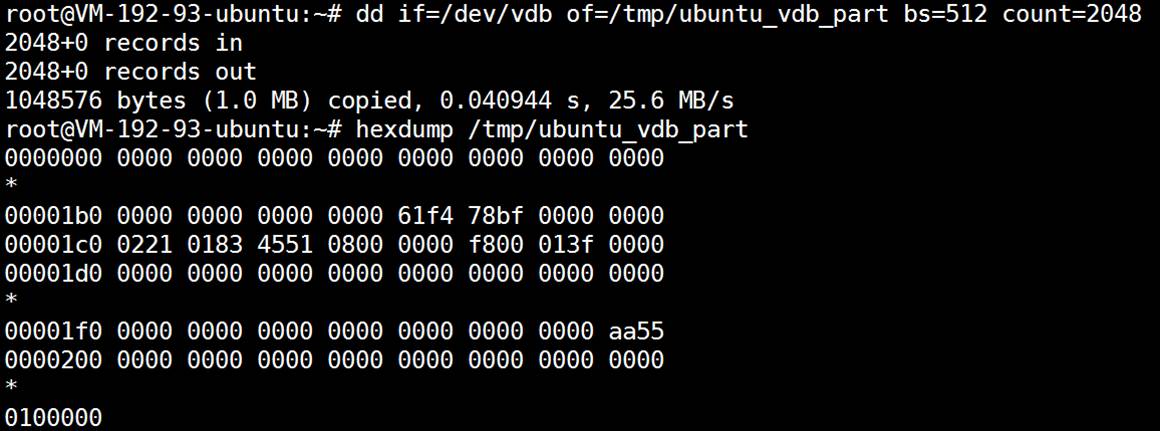 root@VM-192-93-ubuntu:~# dd if=/dev/vdb of=/tmp/ubuntu_vdb_part bs=512 count=2048
2048+0 records in
2048+0 records out
1048576 bytes (1.0 MB) copied, 0.040944 s, 25.6 MB/s
root@VM-192-93-ubuntu:~# hexdump /tmp/ubuntu_vdb_part
0000000 0000 0000 0000 0000 0000 0000 0000 0000
*
00001b0 0000 0000 0000 0000 61f4 78bf 0000 0000
00001c0 0221 0183 4551 0800 0000 f800 013f 0000
00001d0 0000 0000 0000 0000 0000 0000 0000 0000
*
00001f0 0000 0000 0000 0000 0000 0000 0000 aa55
0000200 0000 0000 0000 0000 0000 0000 0000 0000
*
0100000